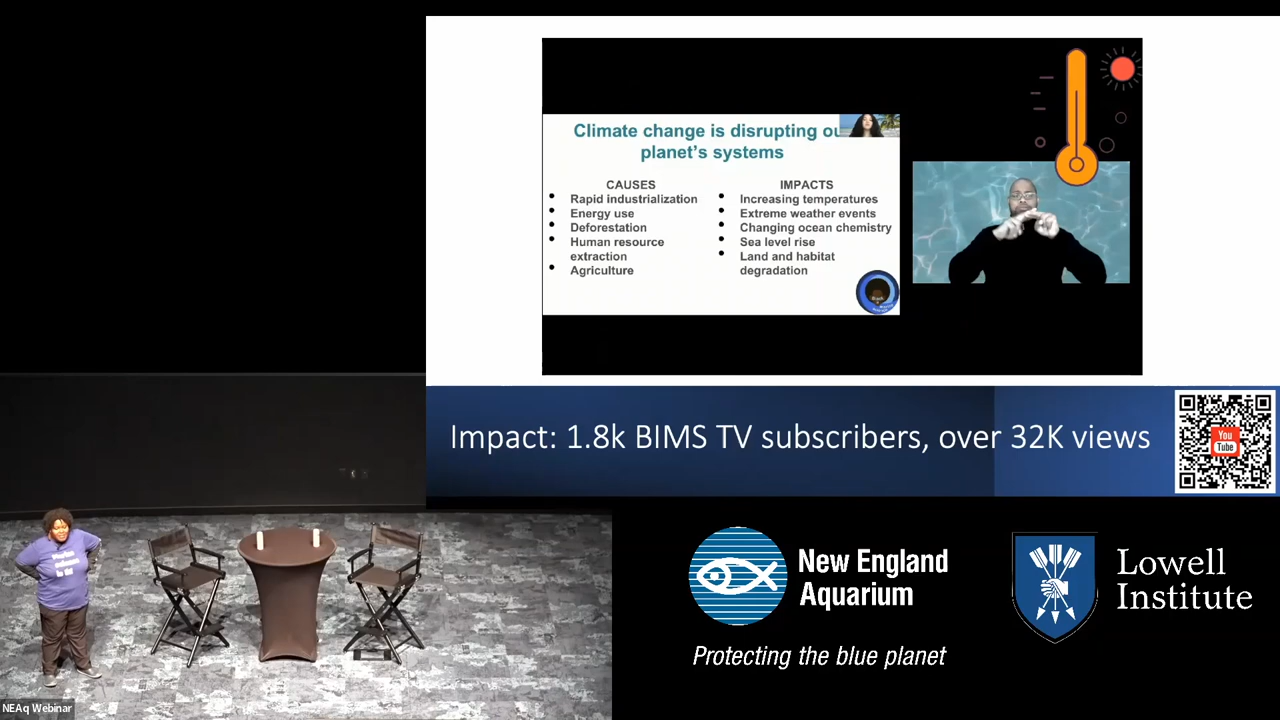 Climate change is disrupting ou
planet's systems
CAUSES
Rapid industrialization
Energy use
Deforestation
Human resource
extraction
Agriculture
IMPACTS
Increasing temperatures
Extreme weather events
Changing ocean chemistry
Sea level rise
Land and habitat
degradation
Impact: 1.8k BIMS TV subscribers, over 32K views
You
Tube
New England
Aquarium
Protecting the blue planet
Lowell
Institute
NEAq Webinar